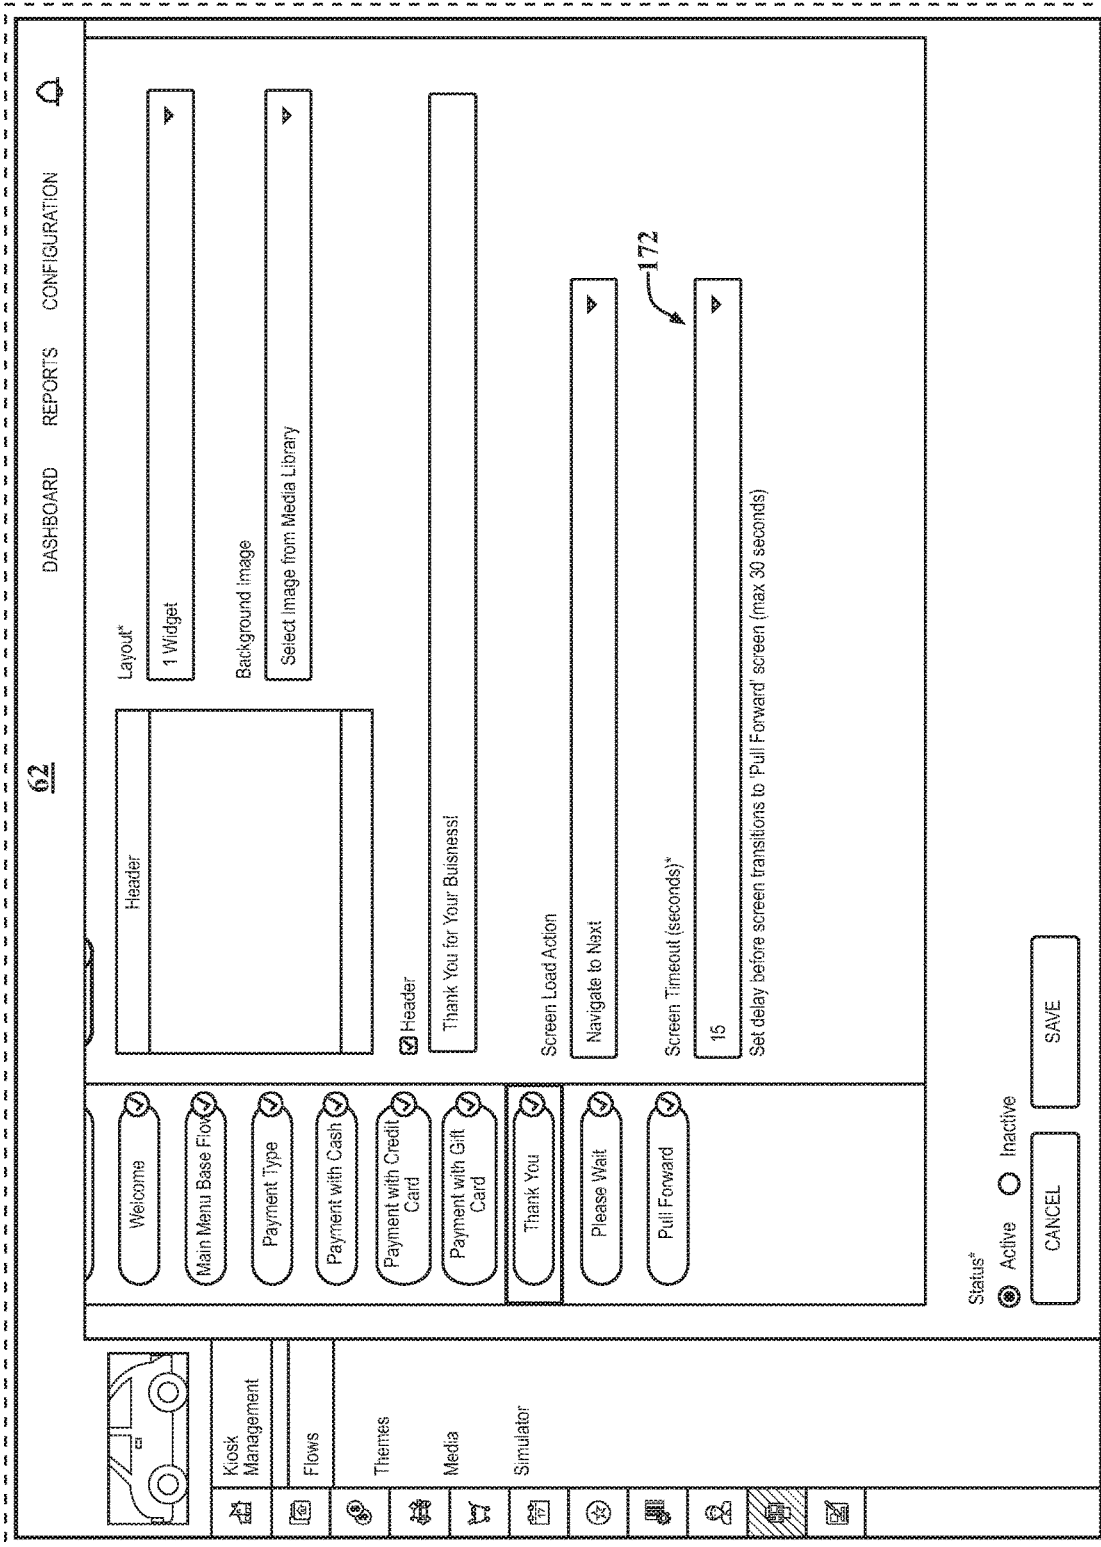 62
DASHBOARD REPORTS CONFIGURATION
Kiosk
Management
Flows
Themes
Media
Simulator
17
Welcome
Main Menu Base Flow
Payment Type
Payment with Cash
Payment with Credit
Card
Payment with Gift
Card
Thank You
Please Wait
Pull Forward
Header
Layout*
1 Widget
Background Image
Select Image from Media Library
Header
Thank You for Your Buisness!
Screen Load Action
Navigate to Next
172
Screen Timeout (seconds)*
15
Set delay before screen transitions to 'Pull Forward' screen (max 30 seconds)
Status*
Active Inactive
CANCEL SAVE